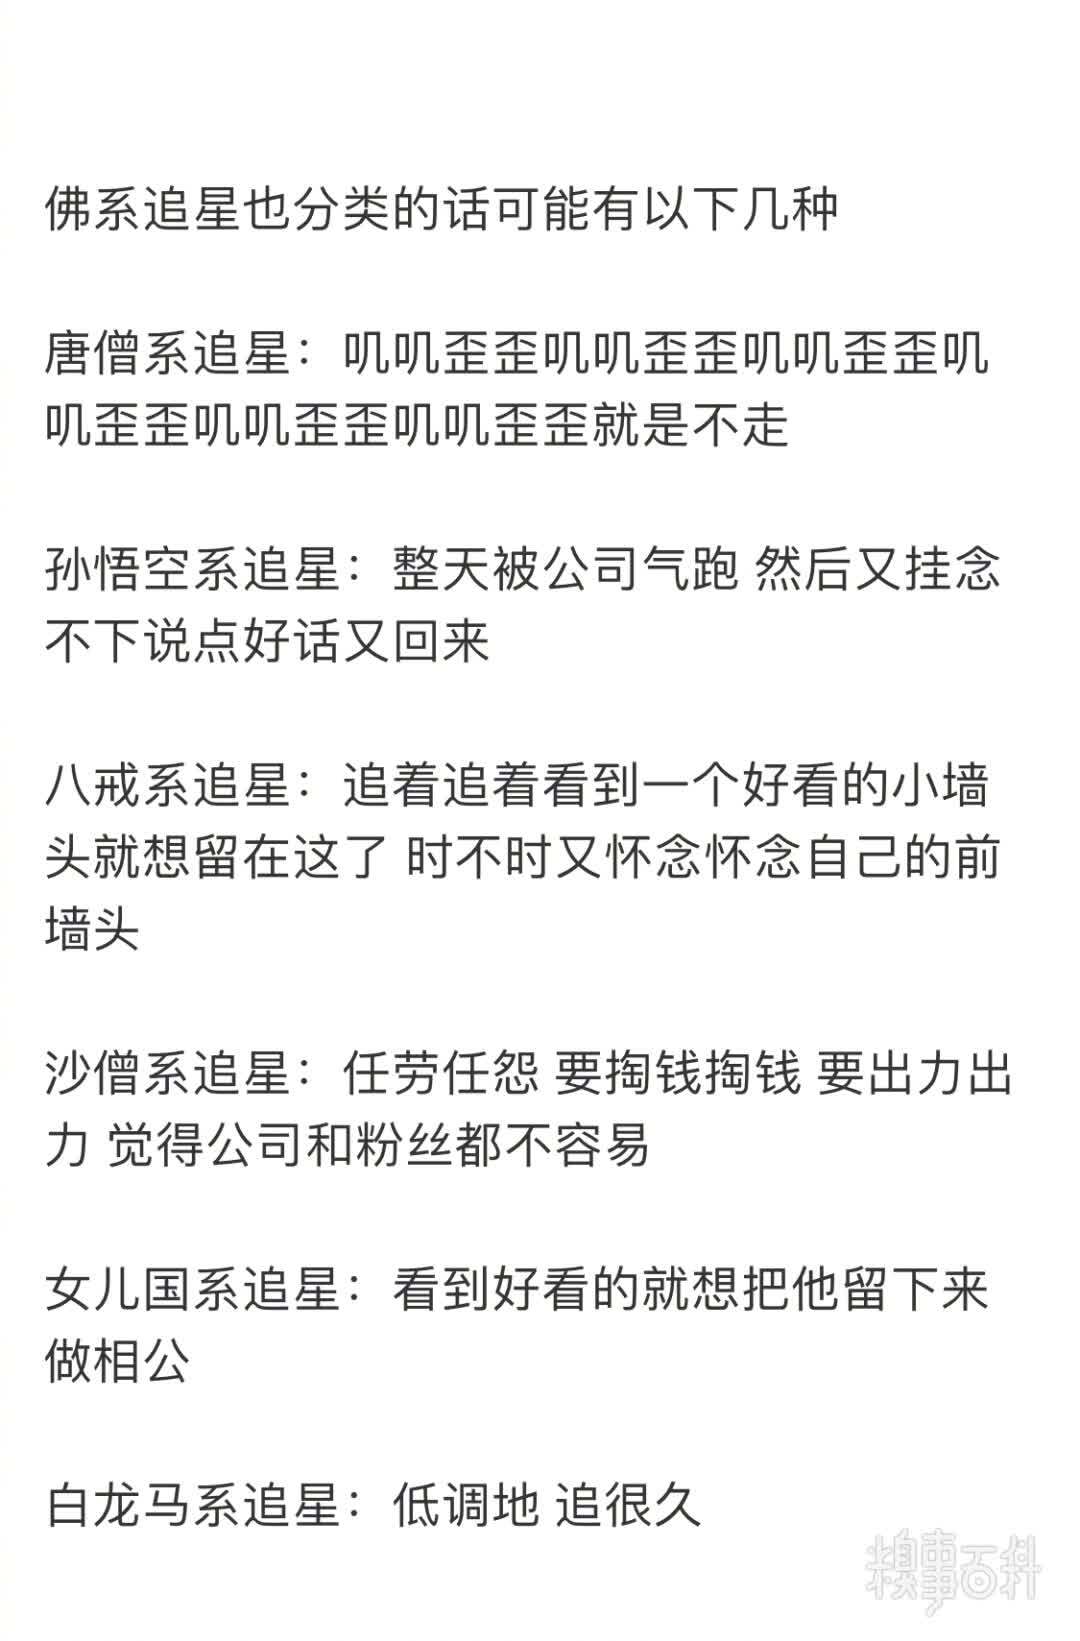 佛系追星也分类的话可能有以下几种
唐僧系追星：叽叽歪歪叽叽歪歪叽叽歪歪叽
叽歪歪叽叽歪歪叽叽歪歪就是不走
孙悟空系追星：整天被公司气跑 然后又挂念
不下说点好话又回来
八戒系追星：追着追着看到一个好看的小墙
头就想留在这了 时不时又怀念怀念自己的前
墙头
沙僧系追星：任劳任怨 要掏钱掏钱 要出力出
力 觉得公司和粉丝都不容易
女儿国系追星：看到好看的就想把他留下来
做相公
白龙马系追星：低调地 追很久
糗事百科